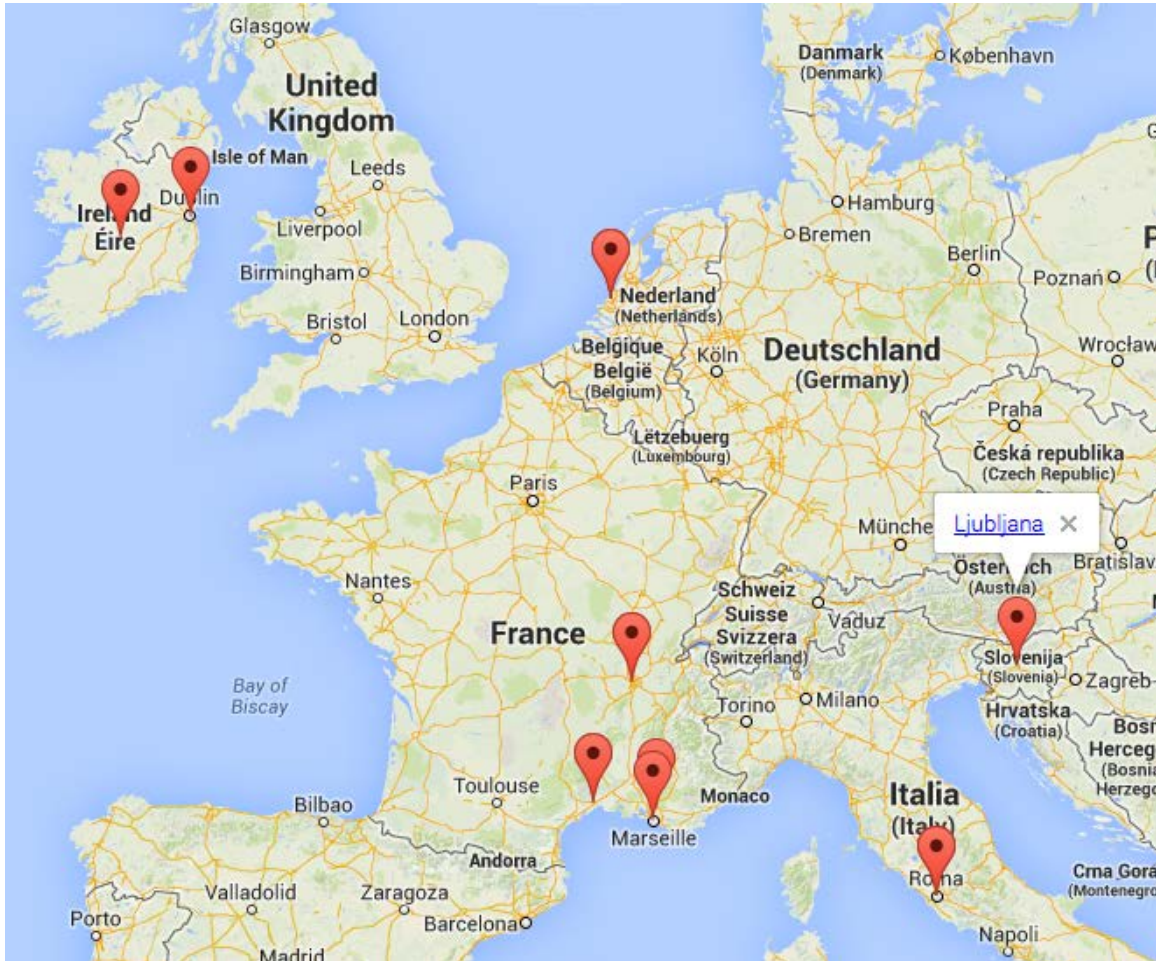 Glasgow
United
Kingdom
Isle of Man
Leeds
Dublin
Ireland
Éire
Liverpool
Birmingham
Bristol
London
Danmark
(Denmark)
København
Hamburg
Bremen
Berlin
Poznań
Nederland
(Netherlands)
Belgique
België
(Belgium)
Köln
Deutschland
(Germany)
Wrocław
Praha
Lëtzebuerg
(Luxembourg)
Česká republika
(Czech Republic)
Paris
Ljubljana
Münche
Österreich
(Austria)
Bratislav
Nantes
Schweiz
Suisse
Svizzera
(Switzerland)
Vaduz
France
Slovenija
(Slovenia)
Zagreb
Bay of
Biscay
Torino
Milano
Hrvatska
(Croatia)
Bosn
Herceg
(Bosnia
Herzego
Toulouse
Monaco
Bilbao
Italia
(Italy)
Marseille
Andorra
Roma
Crna Gora
(Montenegro
Valladolid
Zaragoza
Barcelona
Porto
Madrid
Napoli